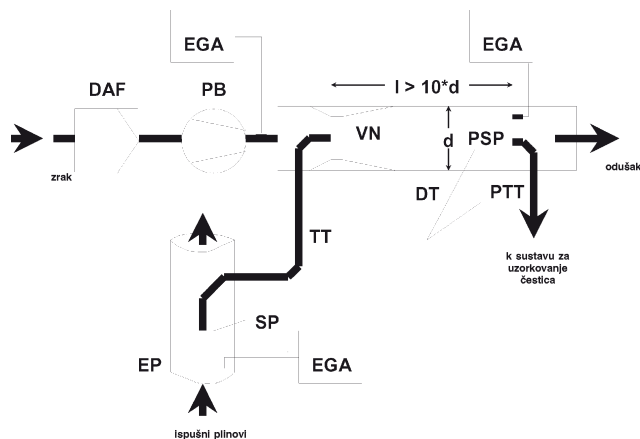 EGA
EGA
DAF
PB
l > 10*d
VN
d
PSP
zrak
odušak
DT
PTT
TT
k sustavu za
uzorkovanje
čestica
SP
EP
EGA
ispušni plinovi